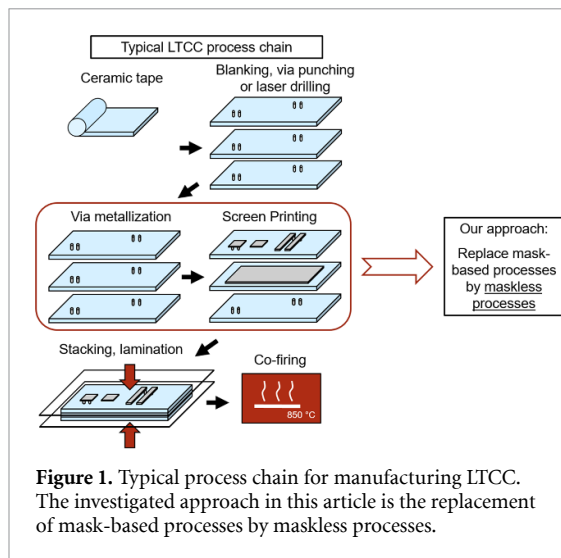 Typical LTCC process chain
Ceramic tape
Blanking, via punching
or laser drilling
Via metallization
Screen Printing
Our approach:
Replace mask-
based processes
by maskless
processes
Stacking, lamination
Co-firing
850 °C
Figure 1. Typical process chain for manufacturing LTCC.
The investigated approach in this article is the replacement
of mask-based processes by maskless processes.